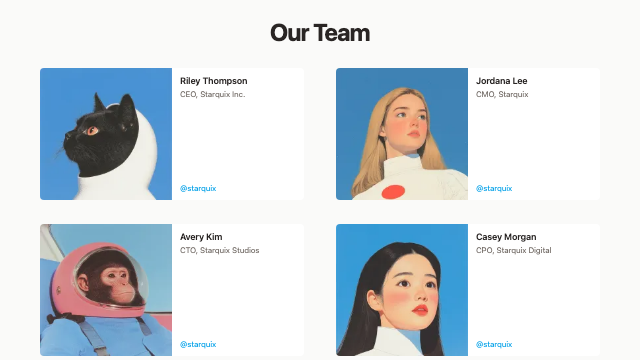 Our Team
Riley Thompson
CEO, Starquix Inc.
@starquix
Jordana Lee
CMO, Starquix
@starquix
Avery Kim
CTO, Starquix Studios
@starquix
Casey Morgan
CPO, Starquix Digital
@starquix